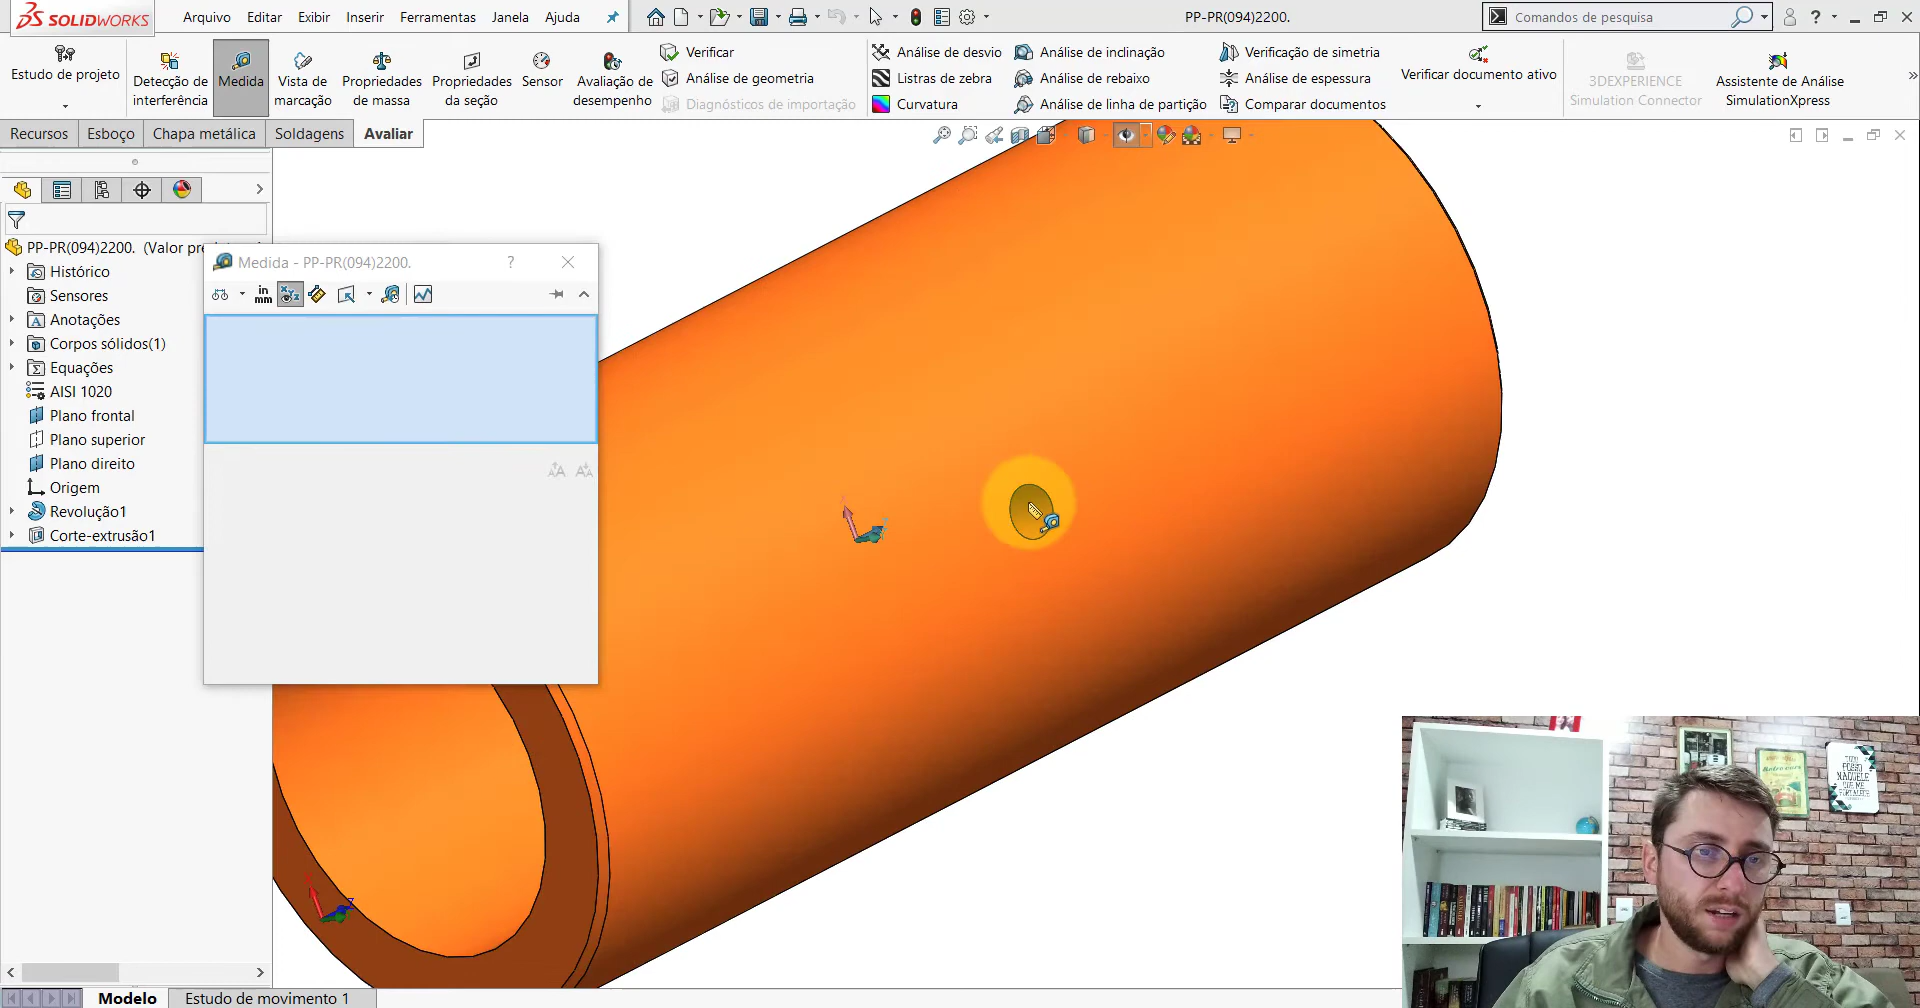 SOLIDWORKS
Arquivo Editar Exibir Inserir Ferramentas Janela Ajuda
PP-PR(094)2200.
Comandos de pesquisa
Estudo de projeto
Detecção de interferência
Medida
Vista de marcação
Propriedades de massa
Propriedades da seção
Sensor
Avaliação de desempenho
Verificar
Análise de geometria
Diagnósticos de importação
Análise de desvio
Listras de zebra
Curvatura
Análise de inclinação
Análise de rebaixo
Análise de linha de partição
Verificação de simetria
Análise de espessura
Comparar documentos
Verificar documento ativo
3DEXPERIENCE
Simulation Connector
Assistente de Análise
SimulationXpress
Recursos Esboço Chapa metálica Soldagens Avaliar
PP-PR(094)2200. (Valor pre
Histórico
Sensores
Anotações
Corpos sólidos(1)
Equações
AISI 1020
Plano frontal
Plano superior
Plano direito
Origem
Revolução1
Corte-extrusão1
Medida - PP-PR(094)2200.
in
mm
Modelo Estudo de movimento 1